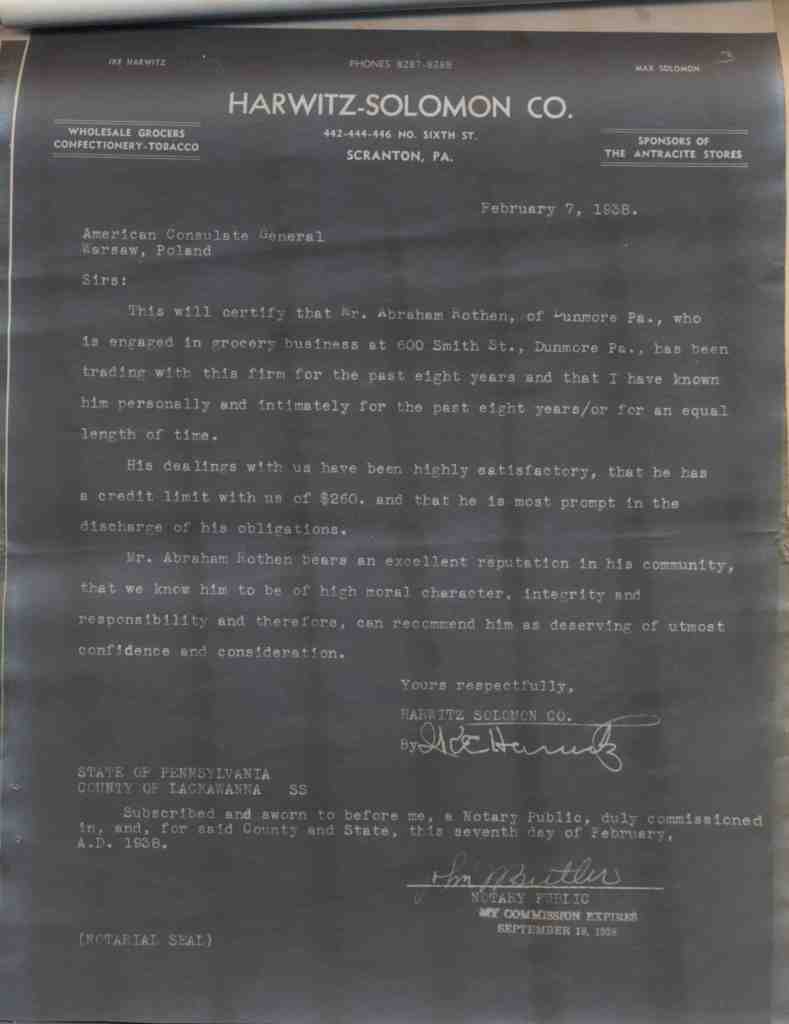 IKE HARWITZ
PHONES 8287-8288
MAX SOLOMON
3
HARWITZ-SOLOMON CO.
WHOLESALE GROCERS
CONFECTIONERY-TOBACCO
442-444-446 NO. SIXTH ST.
SCRANTON, PA.
SPONSORS OF
THE ANTRACITE STORES
February 7, 1938.
American Consulate General
Warsaw, Poland
Sirs:
This will certify that Mr. Abraham Rothen, of Dunmore Pa., who
is engaged in grocery business at 600 Smith St., Dunmore Pa., has been
trading with this firm for the past eight years and that I have known
him personally and intimately for the past eight years/or for an equal
length of time.
His dealings with us have been highly satisfactory, that he has
a credit limit with us of $260. and that he is most prompt in the
discharge of his obligations.
Mr. Abraham Rothen bears an excellent reputation in his community,
that we know him to be of high moral character, integrity and
responsibility and therefore, can recommend him as deserving of utmost
confidence and consideration.
Yours respectfully,
HARWITZ SOLOMON CO.
By Ike Harwitz
STATE OF PENNSYLVANIA
COUNTY OF LACKAWANNA SS
Subscribed and sworn to before me, a Notary Public, duly commissioned
in, and, for said County and State, this seventh day of February,
A.D. 1938.
John Butler
NOTARY PUBLIC
MY COMMISSION EXPIRES
SEPTEMBER 19, 1938
(NOTARIAL SEAL)